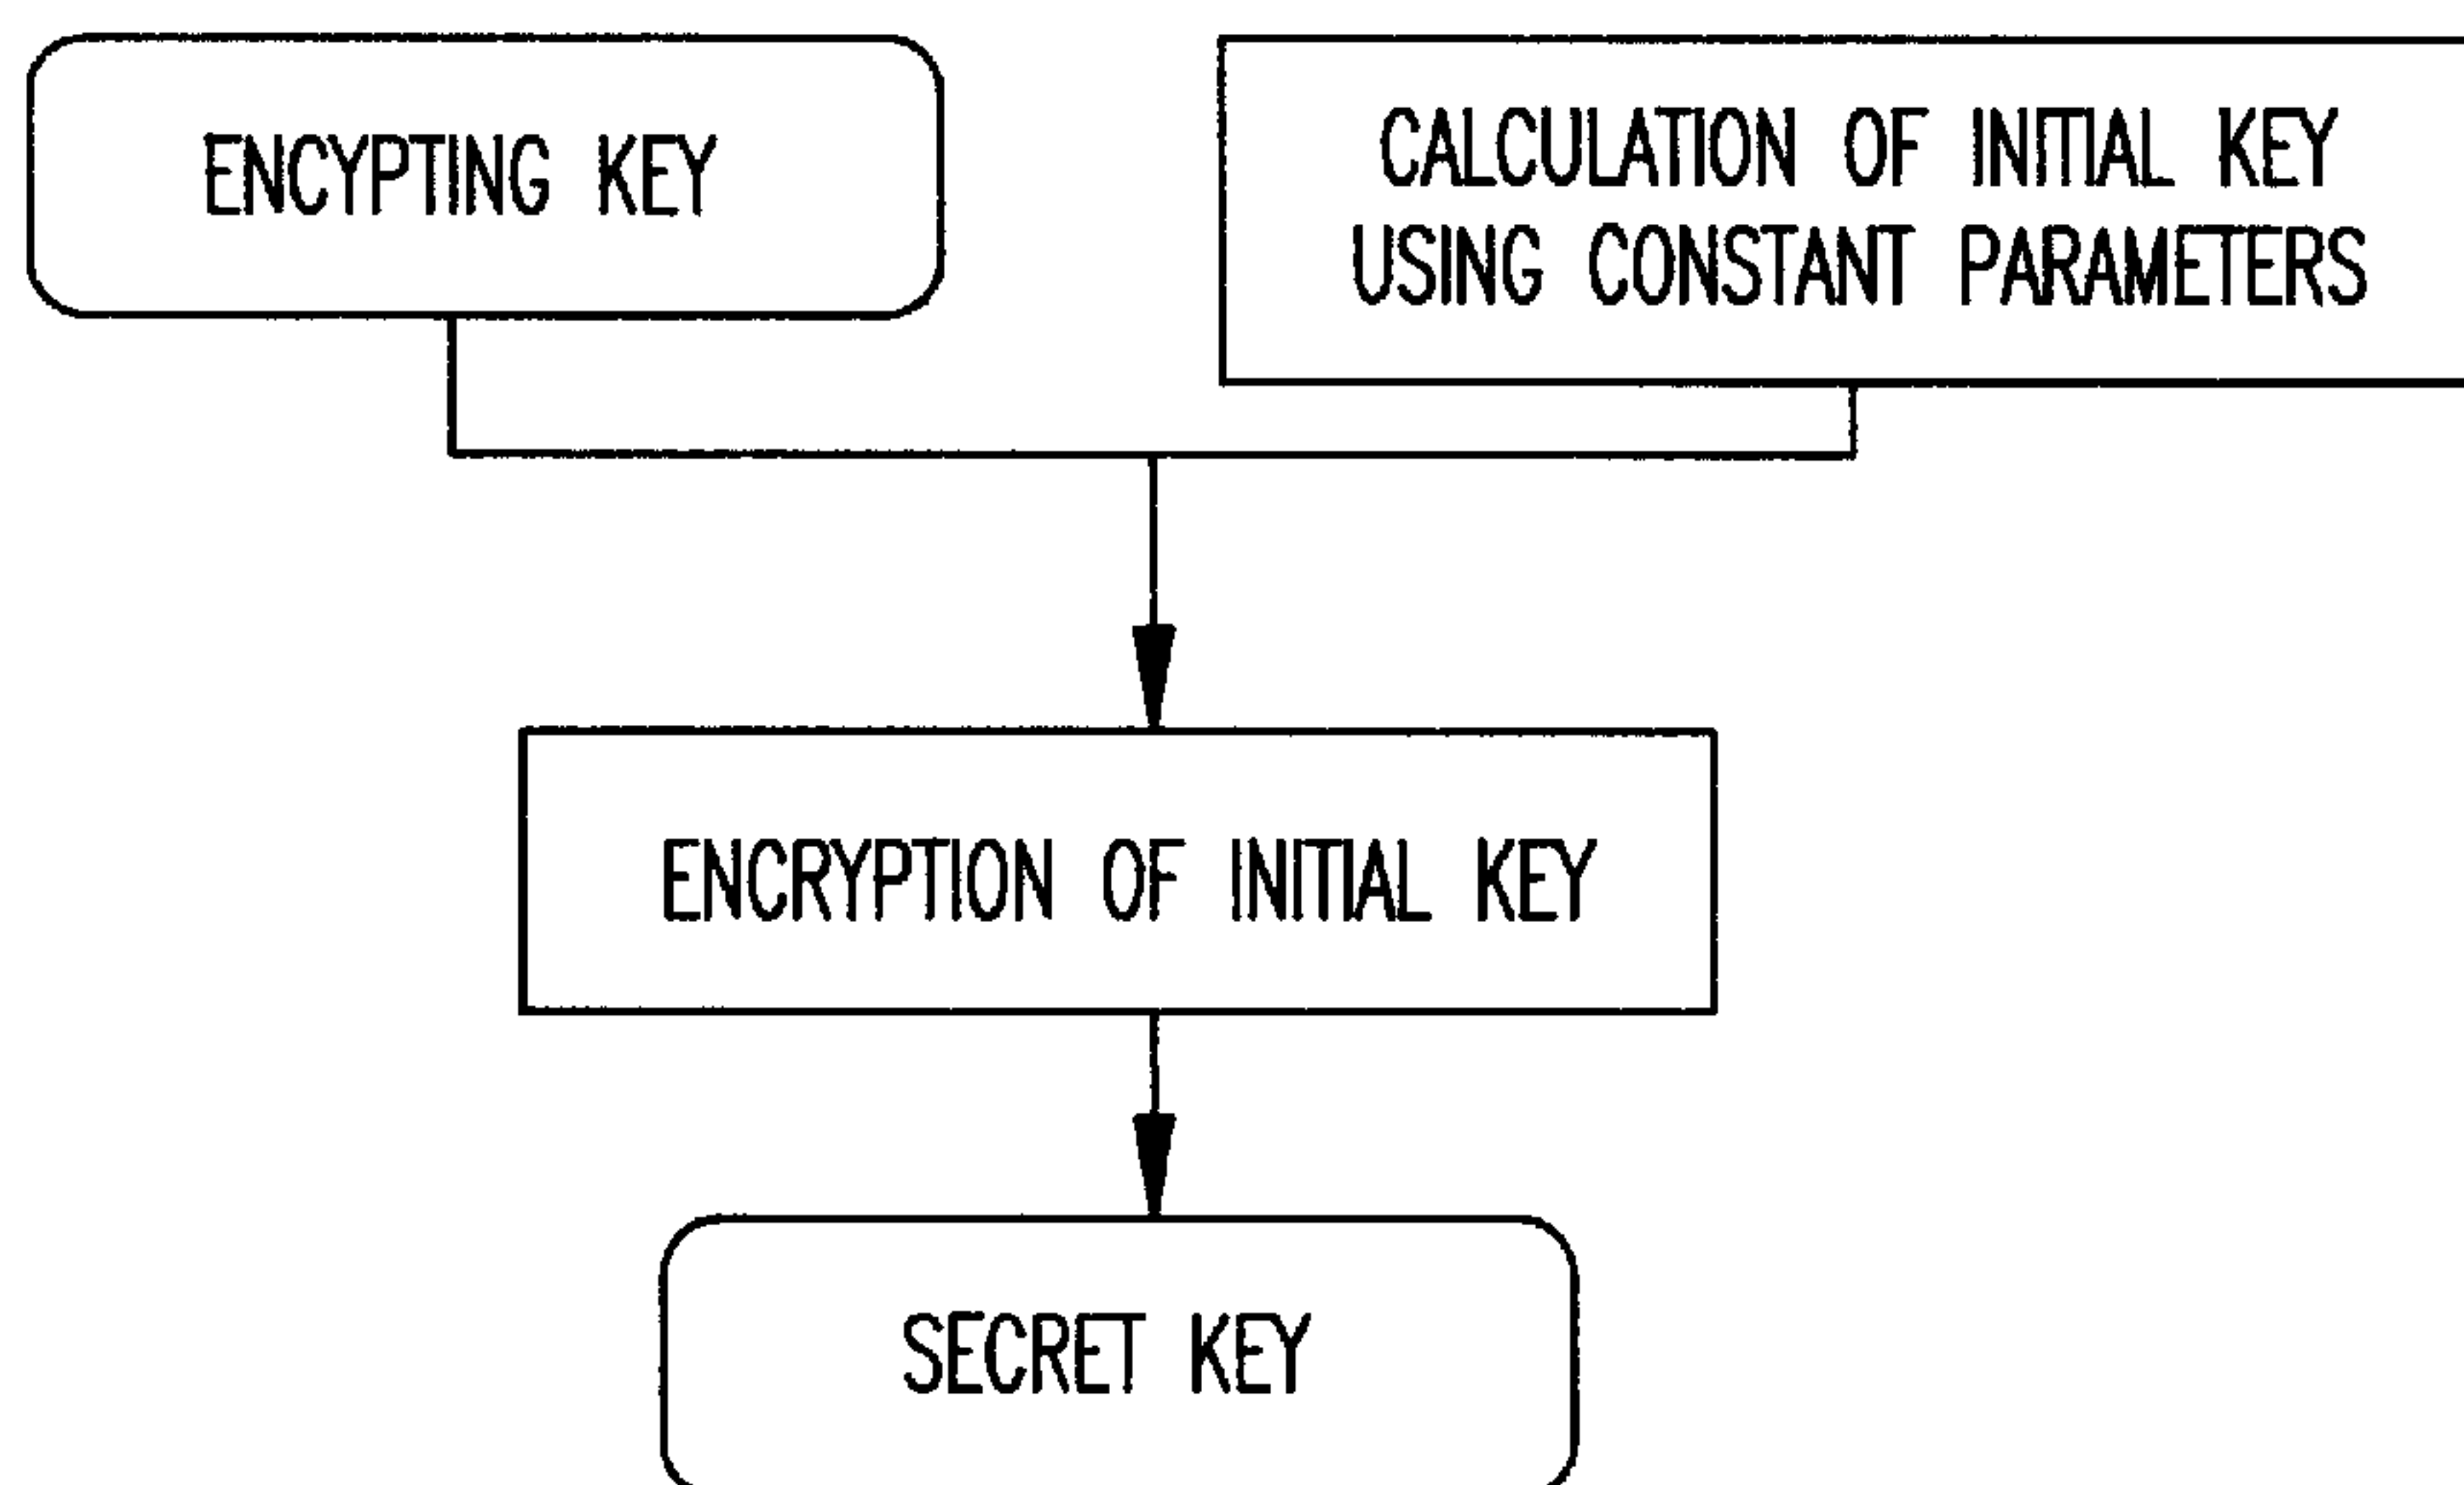 ENCYPTING KEY
CALCULATION OF INITIAL KEY
USING CONSTANT PARAMETERS
ENCRYPTION OF INITIAL KEY
SECRET KEY